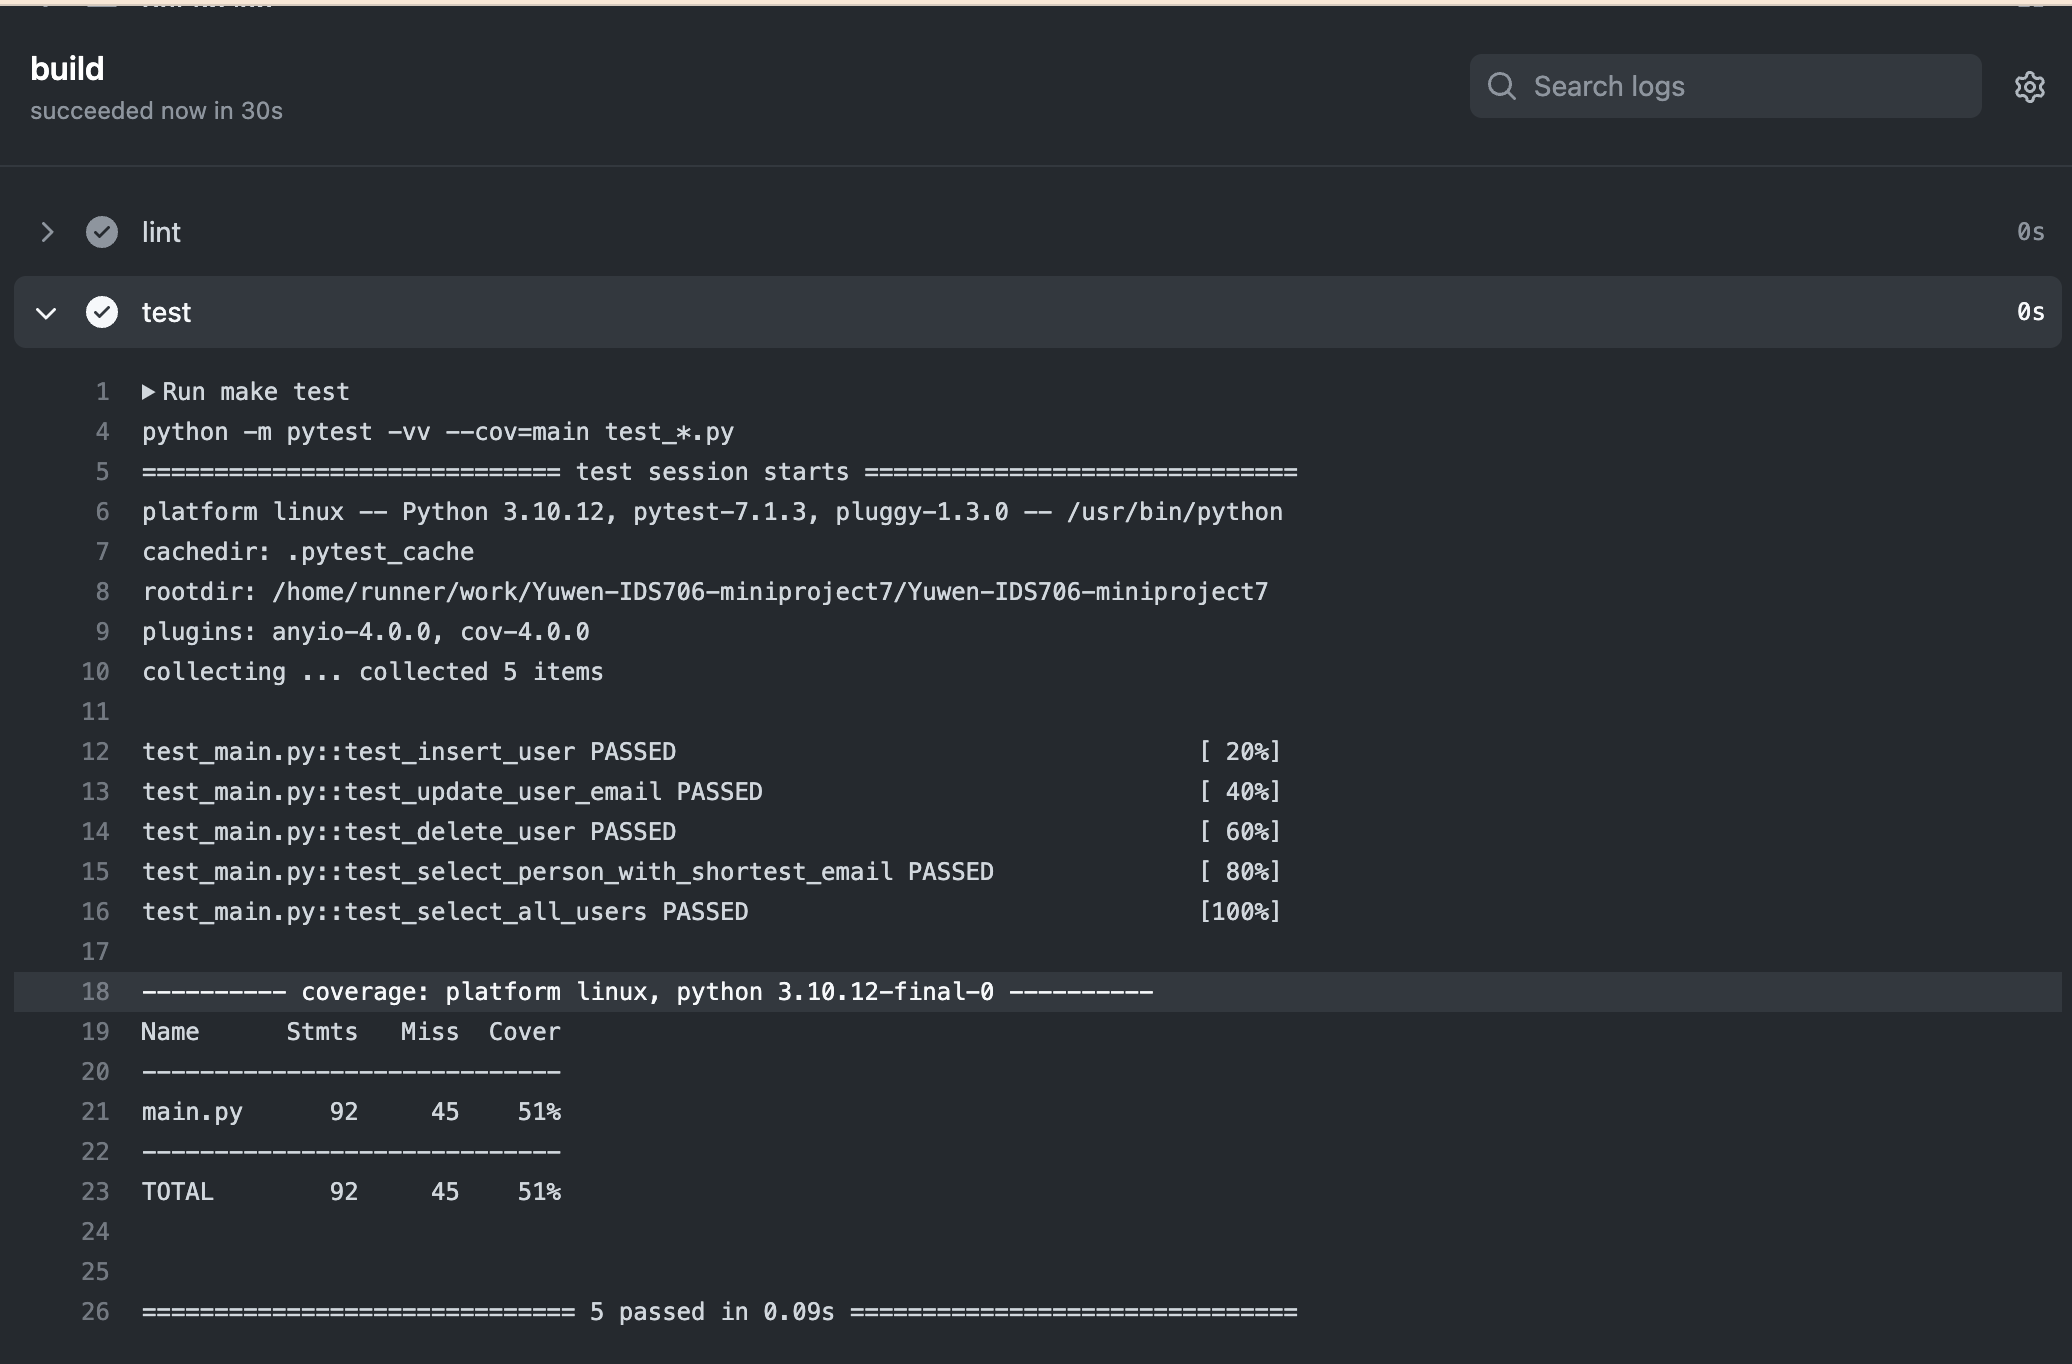 build
succeeded now in 30s
Search logs
lint 0s
test 0s
1 Run make test
4 python -m pytest -vv --cov=main test_*.py
5 ============================= test session starts ==============================
6 platform linux -- Python 3.10.12, pytest-7.1.3, pluggy-1.3.0 -- /usr/bin/python
7 cachedir: .pytest_cache
8 rootdir: /home/runner/work/Yuwen-IDS706-miniproject7/Yuwen-IDS706-miniproject7
9 plugins: anyio-4.0.0, cov-4.0.0
10 collecting ... collected 5 items
11
12 test_main.py::test_insert_user PASSED [ 20%]
13 test_main.py::test_update_user_email PASSED [ 40%]
14 test_main.py::test_delete_user PASSED [ 60%]
15 test_main.py::test_select_person_with_shortest_email PASSED [ 80%]
16 test_main.py::test_select_all_users PASSED [100%]
17
18 ---------- coverage: platform linux, python 3.10.12-final-0 ----------
19 Name Stmts Miss Cover
20 -----------------------------
21 main.py 92 45 51%
22 -----------------------------
23 TOTAL 92 45 51%
24
25
26 ============================== 5 passed in 0.09s ===============================